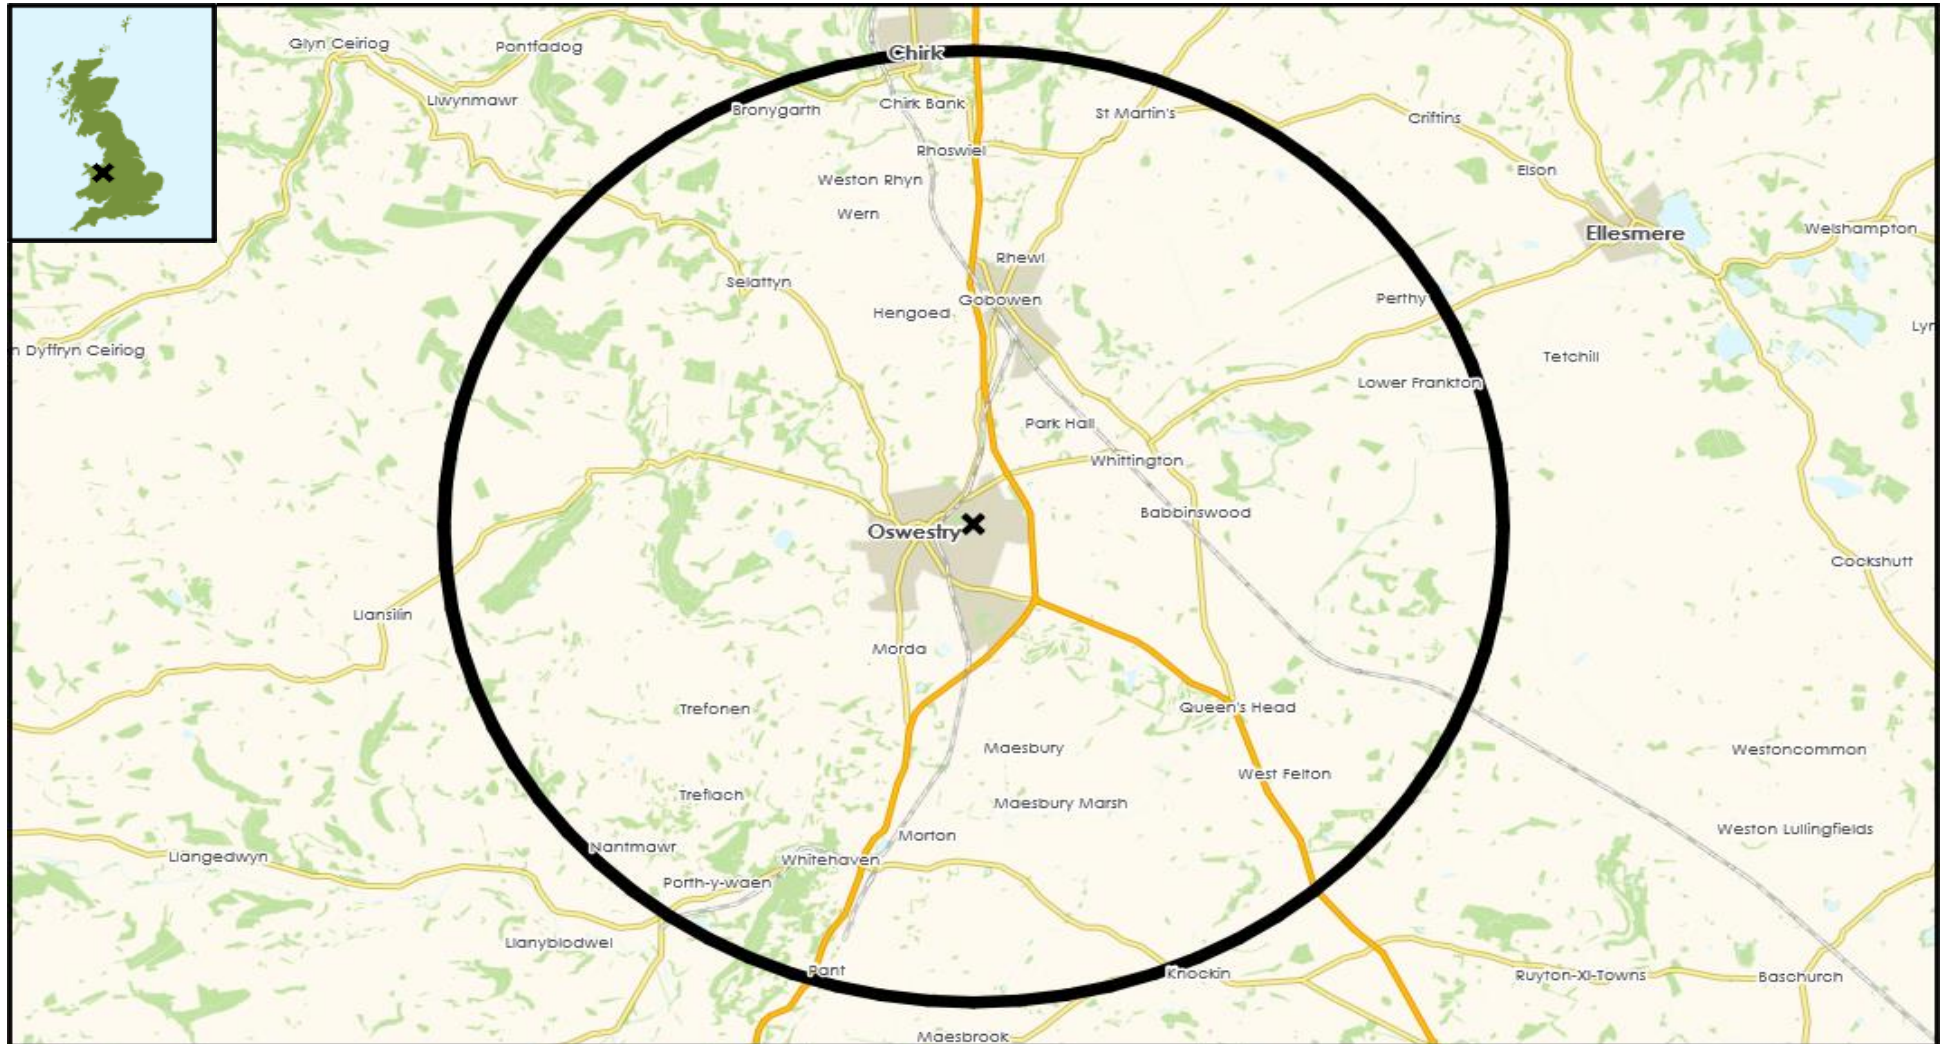 Glyn Ceiriog
Pontfadog
Chirk
Llwynmawr
Bronygarth
Chirk Bank
St Martin's
Criftins
Rhoswiel
Elson
Weston Rhyn
Wern
Ellesmere
Welshampton
Rhewl
Selattyn
Gobowen
Perthy
Hengoed
Lyn
n Dyffryn Ceiriog
Tetchill
Lower Frankton
Park Hall
Whittington
Babbinswood
Oswestry
Cockshutt
Llansilin
Morda
Trefonen
Queen's Head
Maesbury
Westoncommon
West Felton
Treflach
Maesbury Marsh
Weston Lullingfields
Morton
Nantmawr
Llangedwyn
Whitehaven
Porth-y-waen
Llanyblodwel
Pant
Knockin
Ruyton-XI-Towns
Baschurch
Maesbrook